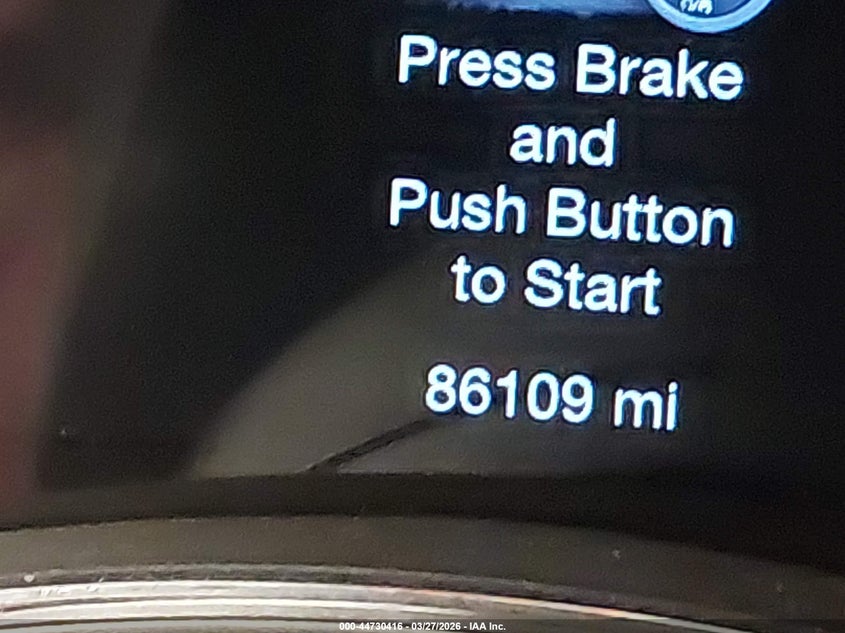 Press Brake
and
Push Button
to Start
86109 mi
000-44730416 - 03/27/2026 - IAA Inc.